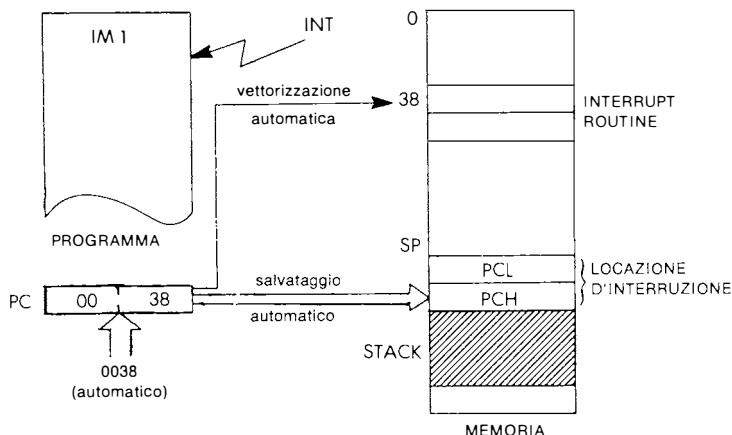 IM 1
INT
PROGRAMMA
PC
00
38
0038
(automatico)
vettorizzazione
automatica
salvataggio
automatico
0
38
INTERRUPT
ROUTINE
SP
PCL
PCH
LOCAZIONE
D'INTERRUZIONE
STACK
MEMORIA